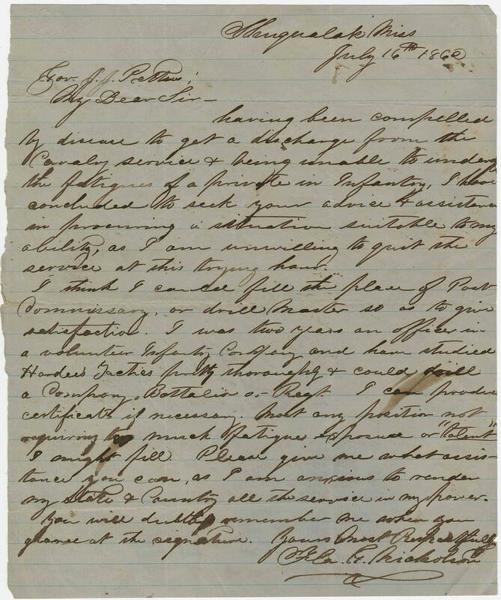 Shuqualak Miss
July 16th 1862
Gov. J. J. Pettus;
My Dear Sir —
having been compelled
by disease to get a discharge from the
Cavalry service & being unable to undergo
the fatigues of a private in Infantry, I have
concluded to seek your advice & assistance
in procuring a situation suitable to my
ability, as I am unwilling to quit the
service at this trying hour.
I think I could fill the place of Post
Commissary, or drill Master so as to give
satisfaction. I was two years an officer in
a volunteer Infantry Company and have studied
Hardees Tactics pretty thoroughly & could drill
a Company, Battalion or Regt. I can produce
certificate if necessary. Most any position not
requiring too much fatigue, exposure or "talent"
I might fill. Please give me what assis-
tance you can, as I am anxious to render
my State & Country all the service in my power.
You will doubtless remember me when you
glance at the signature. Yours Most Respectfully
G. Nicholson